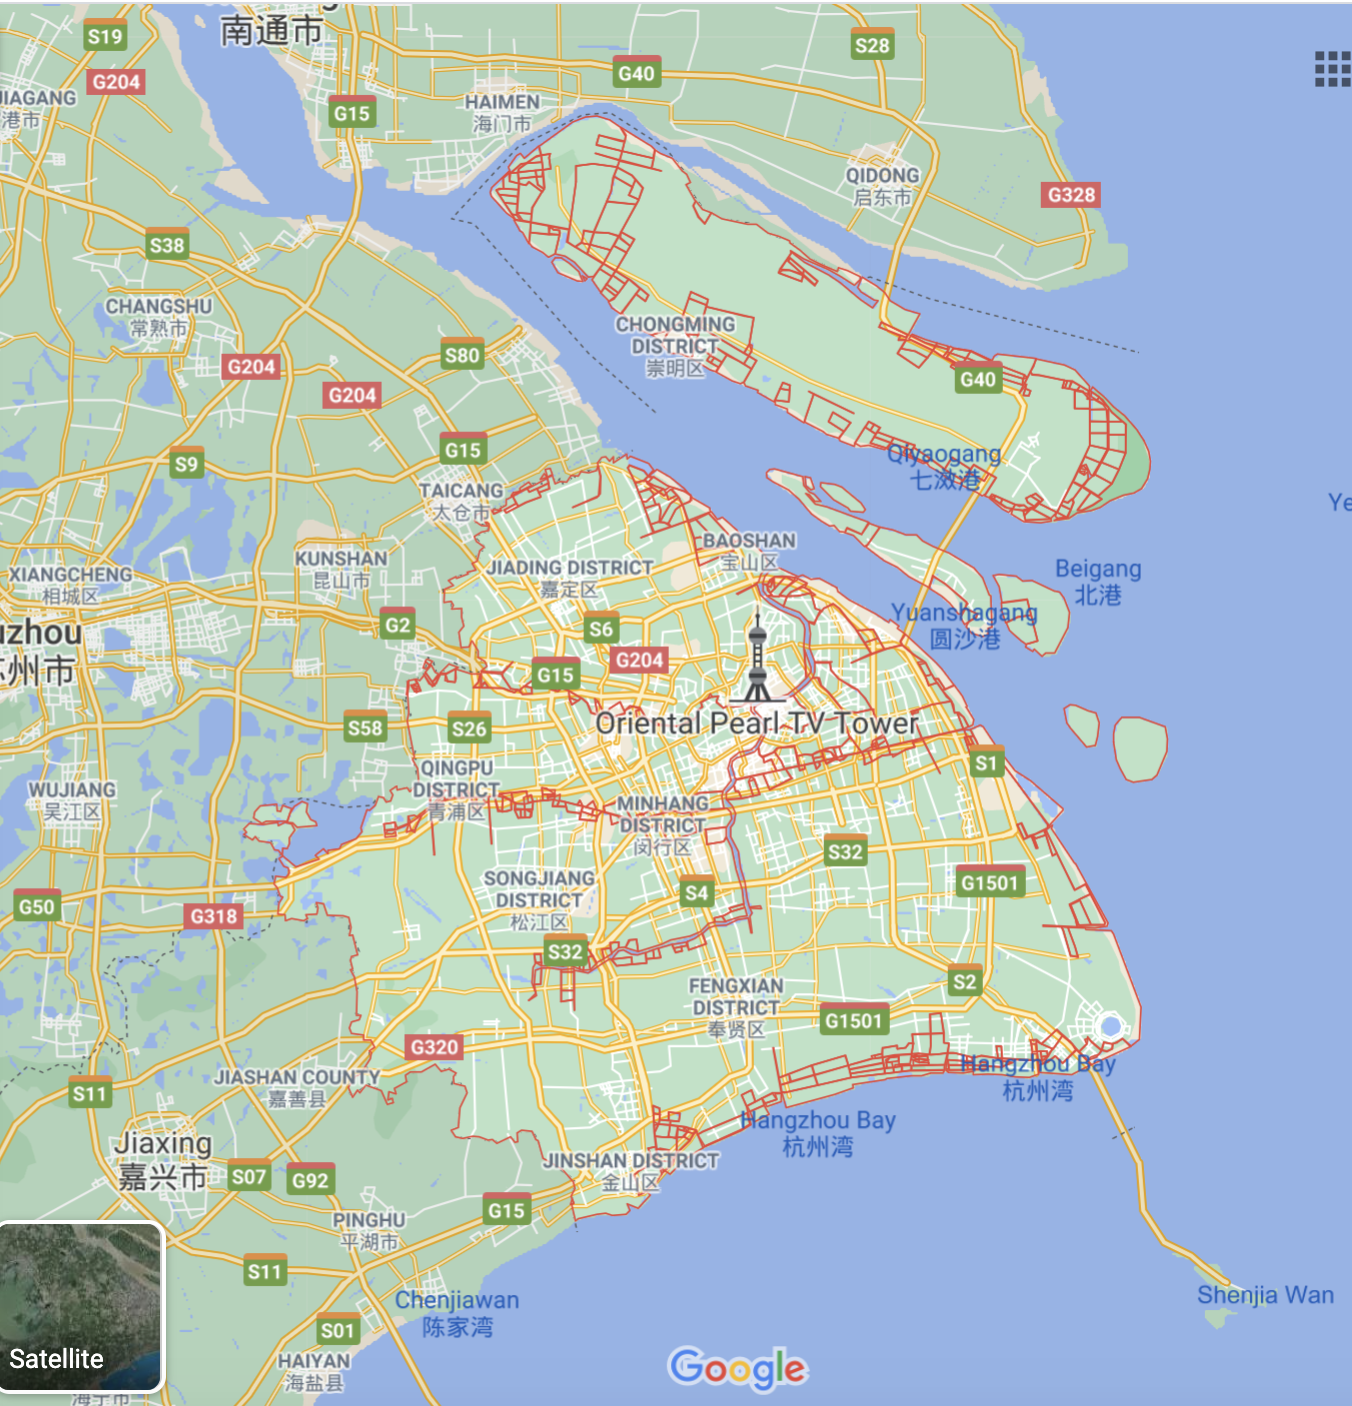 南通市
S19
S28
G40
G204
JIAGANG
港市
HAIMEN
海门市
G15
QIDONG
启东市
G328
S38
CHANGSHU
常熟市
CHONGMING
DISTRICT
崇明区
S80
G204
G204
G40
G15
S9
Qiyaogang
七滧港
TAICANG
太仓市
BAOSHAN
宝山区
KUNSHAN
昆山市
JIADING DISTRICT
嘉定区
XIANGCHENG
相城区
Beigang
北港
Yuanshagang
圆沙港
G2
S6
uzhou
州市
G204
G15
S58
S26
Oriental Pearl TV Tower
S1
QINGPU
DISTRICT
青浦区
WUJIANG
吴江区
MINHANG
DISTRICT
闵行区
S32
G1501
SONGJIANG
DISTRICT
松江区
S4
G50
G318
S32
S2
FENGXIAN
DISTRICT
奉贤区
G1501
G320
Hangzhou Bay
杭州湾
JIASHAN COUNTY
嘉善县
S11
Hangzhou Bay
杭州湾
Jiaxing
嘉兴市
JINSHAN DISTRICT
金山区
S07
G92
G15
PINGHU
平湖市
S11
Shenjia Wan
Chenjiawan
陈家湾
S01
Satellite
HAIYAN
海盐县
Google
海宁市